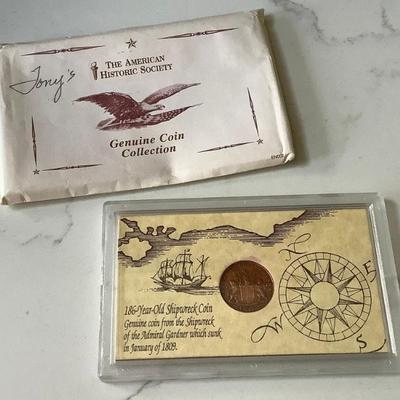 Tony's
THE AMERICAN
HISTORIC SOCIETY
Genuine Coin
Collection
186-Year-Old Shipwreck Coin
Genuine coin from the Shipwreck
of the Admiral Gardner which sunk
in January of 1809.
N
E
W
S